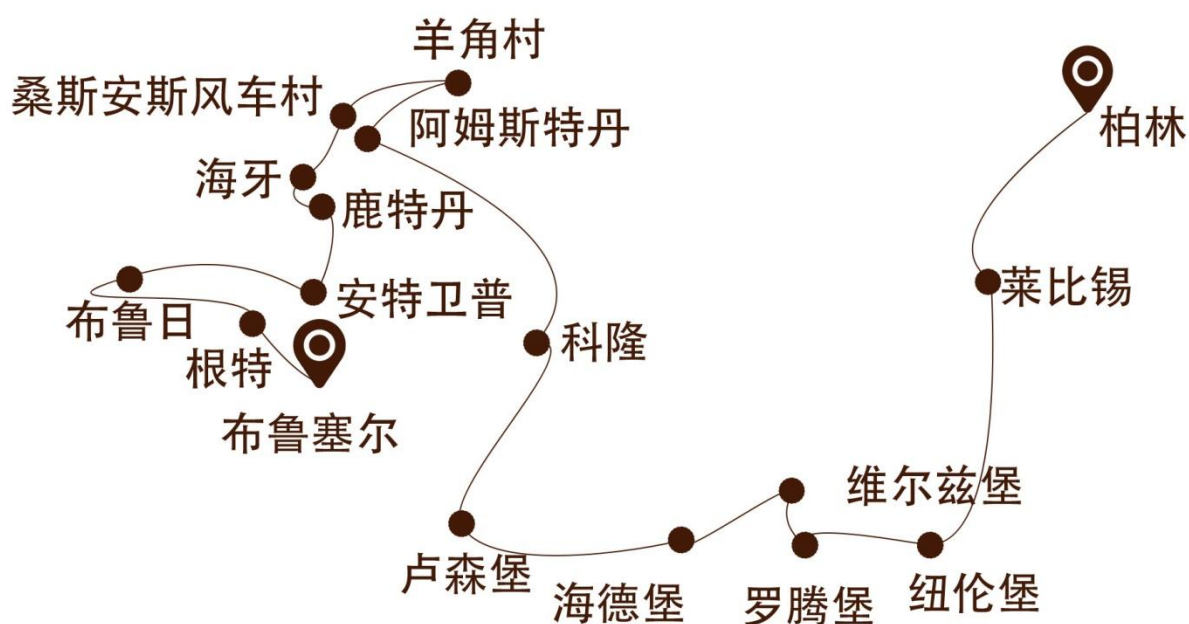 羊角村
桑斯安斯风车村
阿姆斯特丹
柏林
海牙
鹿特丹
布鲁日
安特卫普
莱比锡
根特
科隆
布鲁塞尔
维尔兹堡
卢森堡
海德堡
罗腾堡
纽伦堡